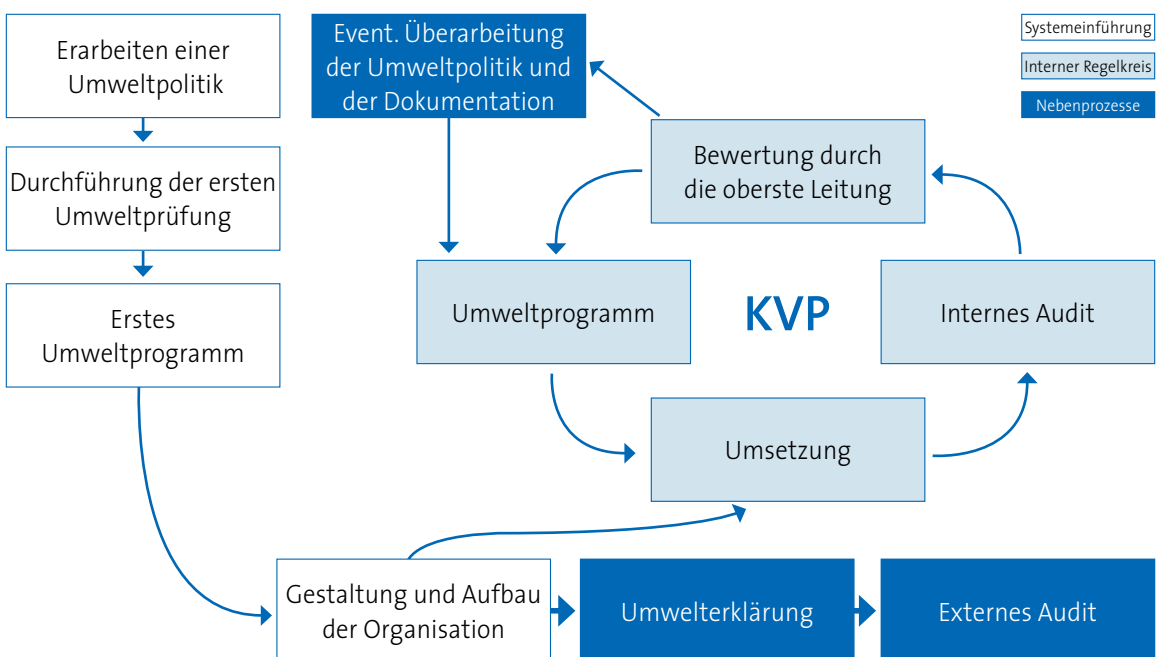 Erarbeiten einer
Umweltpolitik
Durchführung der ersten
Umweltprüfung
Erstes
Umweltprogramm
Event. Überarbeitung
der Umweltpolitik und
der Dokumentation
Systemeinführung
Interner Regelkreis
Nebenprozesse
Bewertung durch
die oberste Leitung
Umweltprogramm
KVP
Internes Audit
Umsetzung
Gestaltung und Aufbau
der Organisation
Umwelterklärung
Externes Audit